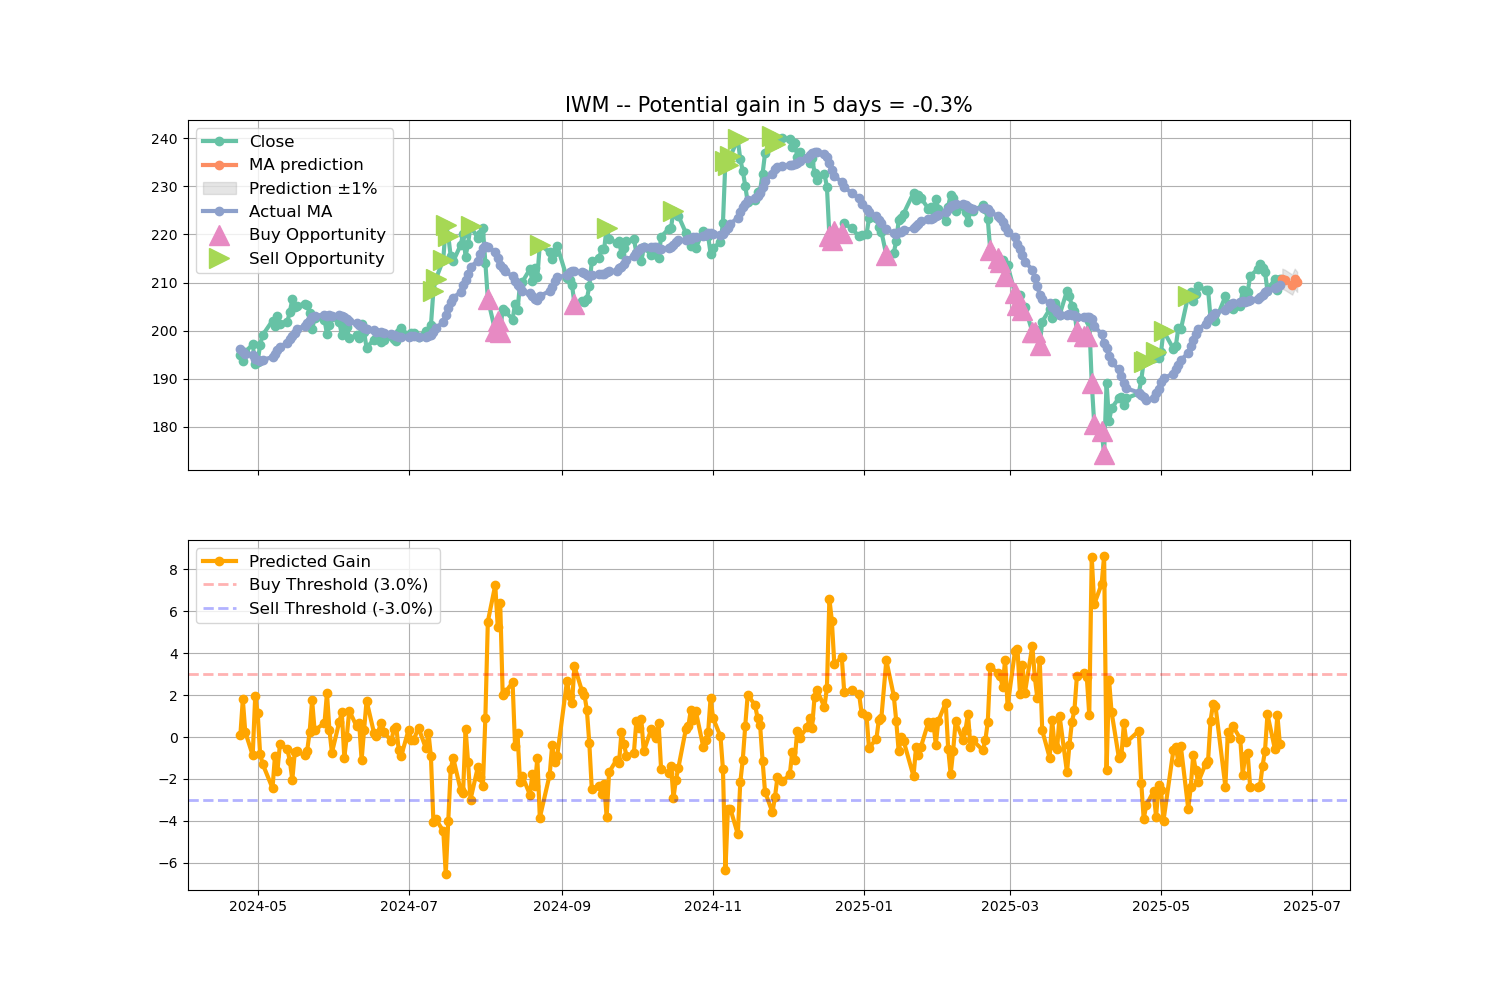 IWM -- Potential gain in 5 days = -0.3%
240
230
220
210
200
190
180
Close
MA prediction
Prediction ±1%
Actual MA
Buy Opportunity
Sell Opportunity
8
6
4
2
0
−2
−4
−6
Predicted Gain
Buy Threshold (3.0%)
Sell Threshold (-3.0%)
2024-05
2024-07
2024-09
2024-11
2025-01
2025-03
2025-05
2025-07